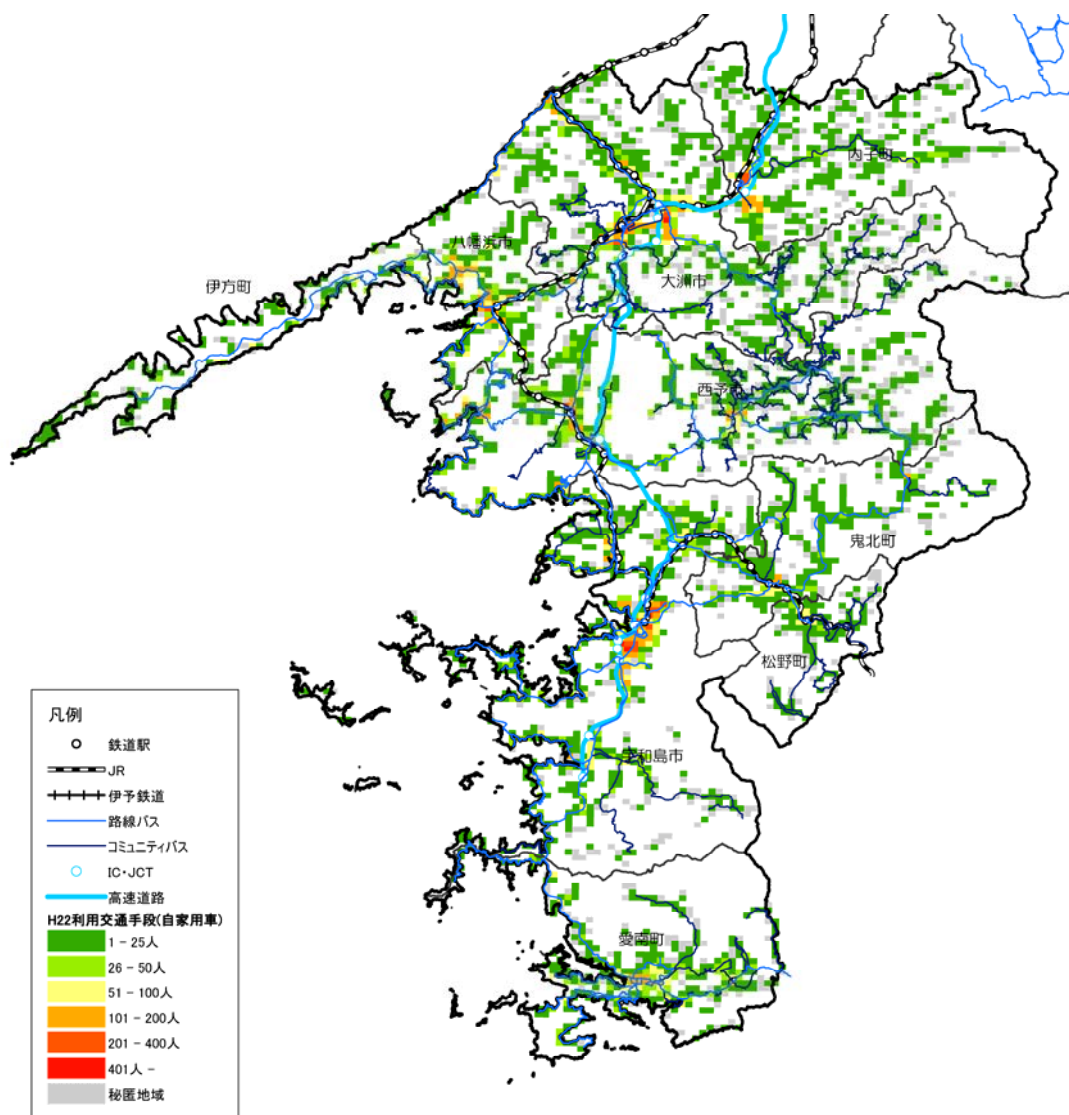 内子町
八幡浜市
伊方町
大洲市
西予市
鬼北町
松野町
宇和島市
愛南町
凡例
鉄道駅
JR
伊予鉄道
路線バス
コミュニティバス
IC・JCT
高速道路
H22利用交通手段(自家用車)
1 - 25人
26 - 50人
51 - 100人
101 - 200人
201 - 400人
401人 -
秘匿地域